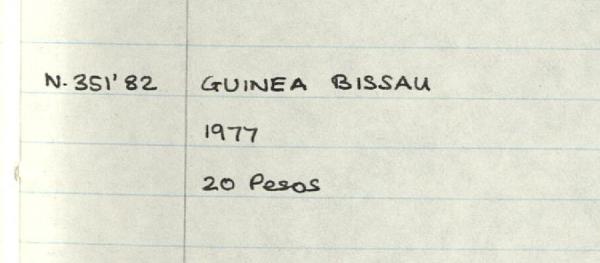 N.351'82 GUINEA BISSAU
1977
20 Pesos